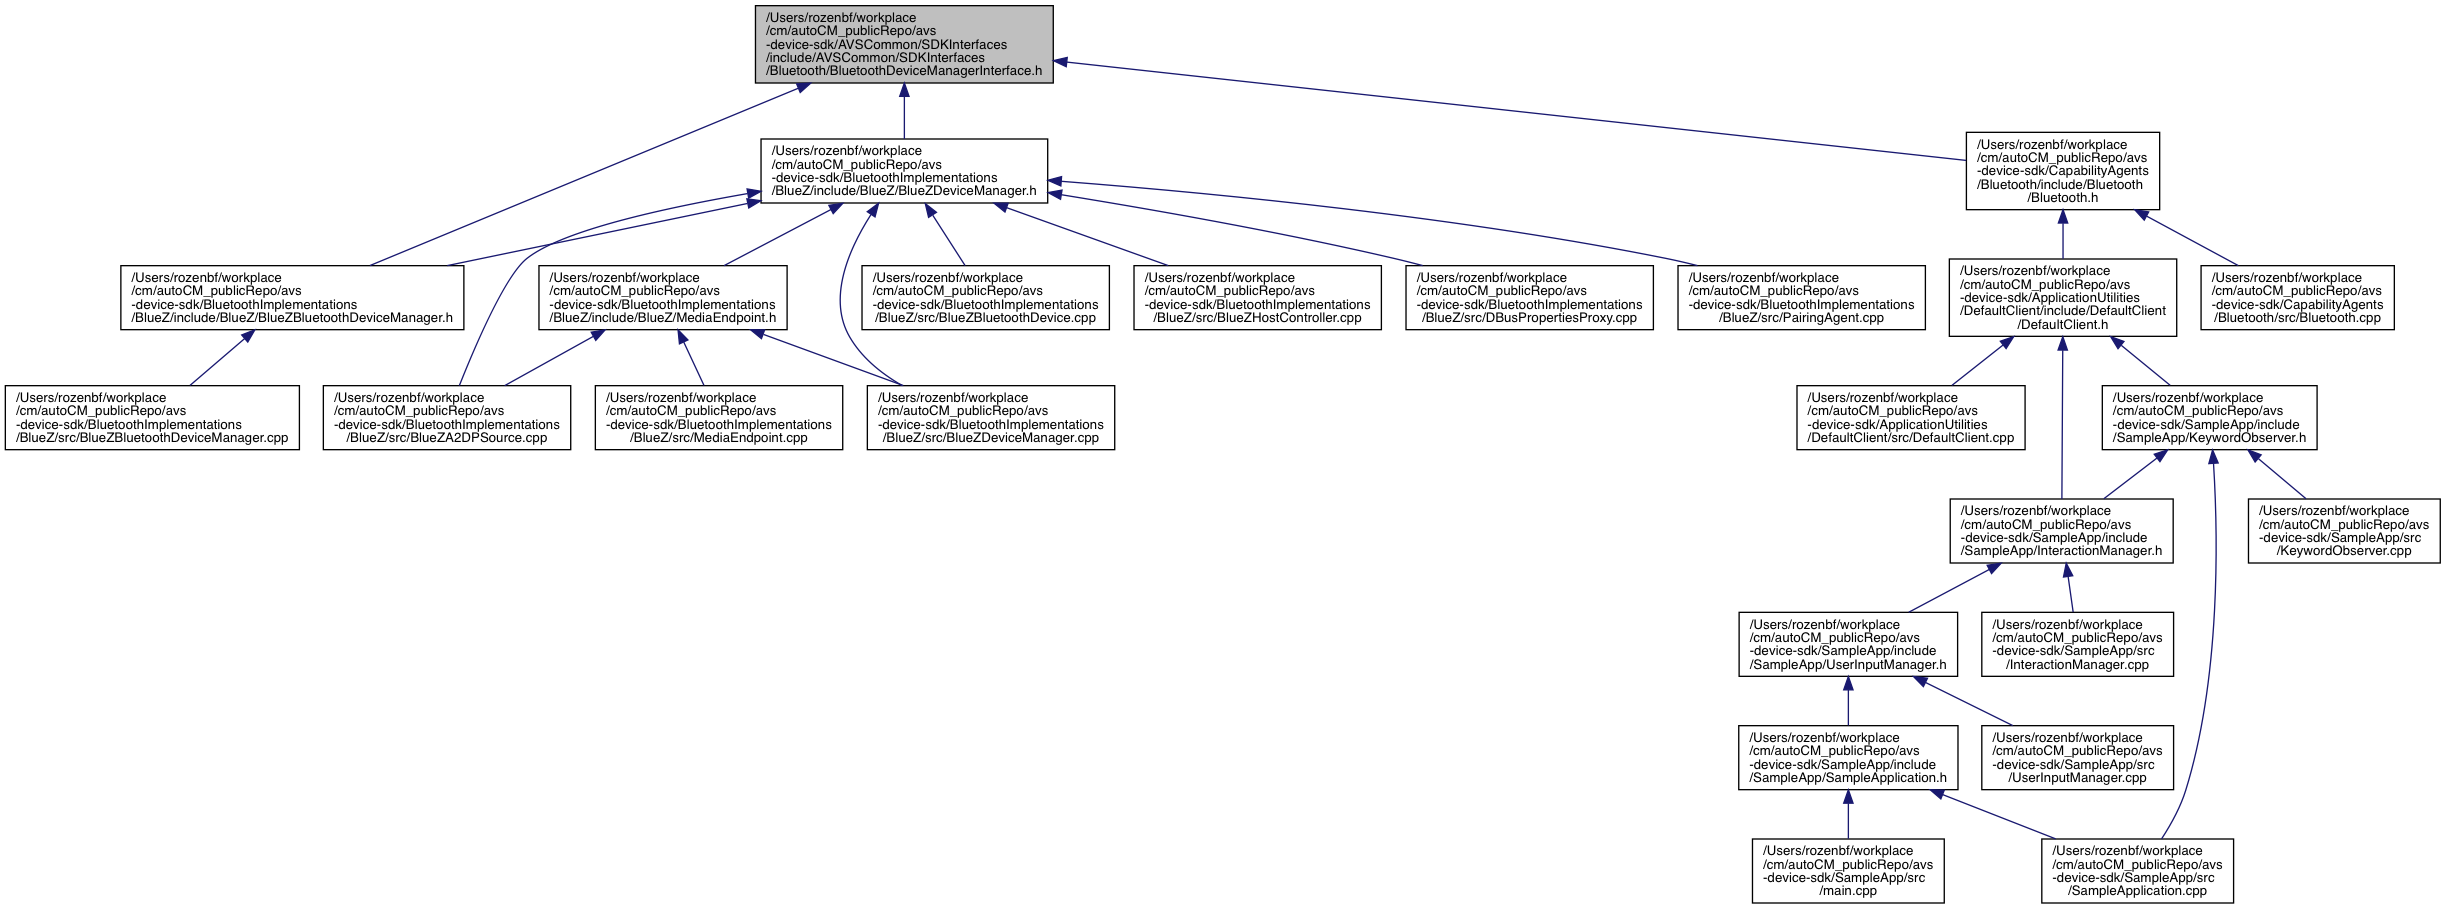 /Users/rozenbf/workplace
/cm/autoCM_publicRepo/avs
-device-sdk/AVSCommon/SDKInterfaces
/include/AVSCommon/SDKInterfaces
/Bluetooth/BluetoothDeviceManagerInterface.h
/Users/rozenbf/workplace
/cm/autoCM_publicRepo/avs
-device-sdk/BluetoothImplementations
/BlueZ/include/BlueZ/BlueZDeviceManager.h
/Users/rozenbf/workplace
/cm/autoCM_publicRepo/avs
-device-sdk/CapabilityAgents
/Bluetooth/include/Bluetooth
/Bluetooth.h
/Users/rozenbf/workplace
/cm/autoCM_publicRepo/avs
-device-sdk/BluetoothImplementations
/BlueZ/include/BlueZ/BlueZBluetoothDeviceManager.h
/Users/rozenbf/workplace
/cm/autoCM_publicRepo/avs
-device-sdk/BluetoothImplementations
/BlueZ/include/BlueZ/MediaEndpoint.h
/Users/rozenbf/workplace
/cm/autoCM_publicRepo/avs
-device-sdk/BluetoothImplementations
/BlueZ/src/BlueZBluetoothDevice.cpp
/Users/rozenbf/workplace
/cm/autoCM_publicRepo/avs
-device-sdk/BluetoothImplementations
/BlueZ/src/BlueZHostController.cpp
/Users/rozenbf/workplace
/cm/autoCM_publicRepo/avs
-device-sdk/BluetoothImplementations
/BlueZ/src/DBusPropertiesProxy.cpp
/Users/rozenbf/workplace
/cm/autoCM_publicRepo/avs
-device-sdk/BluetoothImplementations
/BlueZ/src/PairingAgent.cpp
/Users/rozenbf/workplace
/cm/autoCM_publicRepo/avs
-device-sdk/ApplicationUtilities
/DefaultClient/include/DefaultClient
/DefaultClient.h
/Users/rozenbf/workplace
/cm/autoCM_publicRepo/avs
-device-sdk/CapabilityAgents
/Bluetooth/src/Bluetooth.cpp
/Users/rozenbf/workplace
/cm/autoCM_publicRepo/avs
-device-sdk/BluetoothImplementations
/BlueZ/src/BlueZBluetoothDeviceManager.cpp
/Users/rozenbf/workplace
/cm/autoCM_publicRepo/avs
-device-sdk/BluetoothImplementations
/BlueZ/src/BlueZA2DPSource.cpp
/Users/rozenbf/workplace
/cm/autoCM_publicRepo/avs
-device-sdk/BluetoothImplementations
/BlueZ/src/MediaEndpoint.cpp
/Users/rozenbf/workplace
/cm/autoCM_publicRepo/avs
-device-sdk/BluetoothImplementations
/BlueZ/src/BlueZDeviceManager.cpp
/Users/rozenbf/workplace
/cm/autoCM_publicRepo/avs
-device-sdk/ApplicationUtilities
/DefaultClient/src/DefaultClient.cpp
/Users/rozenbf/workplace
/cm/autoCM_publicRepo/avs
-device-sdk/SampleApp/include
/SampleApp/KeywordObserver.h
/Users/rozenbf/workplace
/cm/autoCM_publicRepo/avs
-device-sdk/SampleApp/include
/SampleApp/InteractionManager.h
/Users/rozenbf/workplace
/cm/autoCM_publicRepo/avs
-device-sdk/SampleApp/src
/KeywordObserver.cpp
/Users/rozenbf/workplace
/cm/autoCM_publicRepo/avs
-device-sdk/SampleApp/include
/SampleApp/UserInputManager.h
/Users/rozenbf/workplace
/cm/autoCM_publicRepo/avs
-device-sdk/SampleApp/src
/InteractionManager.cpp
/Users/rozenbf/workplace
/cm/autoCM_publicRepo/avs
-device-sdk/SampleApp/include
/SampleApp/SampleApplication.h
/Users/rozenbf/workplace
/cm/autoCM_publicRepo/avs
-device-sdk/SampleApp/src
/UserInputManager.cpp
/Users/rozenbf/workplace
/cm/autoCM_publicRepo/avs
-device-sdk/SampleApp/src
/main.cpp
/Users/rozenbf/workplace
/cm/autoCM_publicRepo/avs
-device-sdk/SampleApp/src
/SampleApplication.cpp